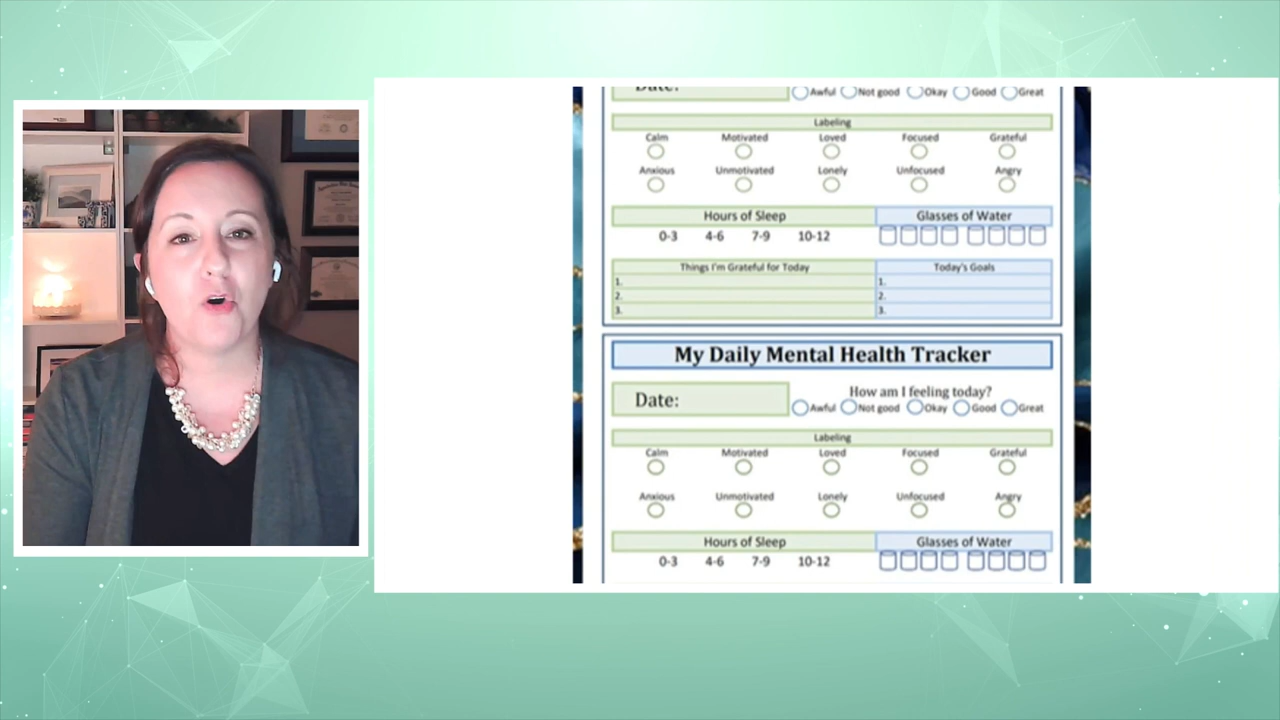 Date:
Awful Not good Okay Good Great
Labeling
Calm Motivated Loved Focused Grateful
Anxious Unmotivated Lonely Unfocused Angry
Hours of Sleep Glasses of Water
0-3 4-6 7-9 10-12
Things I'm Grateful for Today Today's Goals
1. 1.
2. 2.
3. 3.
My Daily Mental Health Tracker
How am I feeling today?
Date:
Awful Not good Okay Good Great
Labeling
Calm Motivated Loved Focused Grateful
Anxious Unmotivated Lonely Unfocused Angry
Hours of Sleep Glasses of Water
0-3 4-6 7-9 10-12